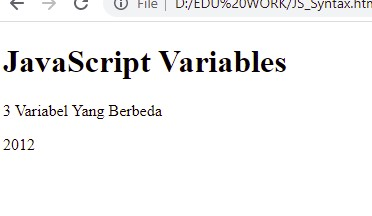 File D:/EDU%20WORK/JS_Syntax.htm
JavaScript Variables
3 Variabel Yang Berbeda
2012